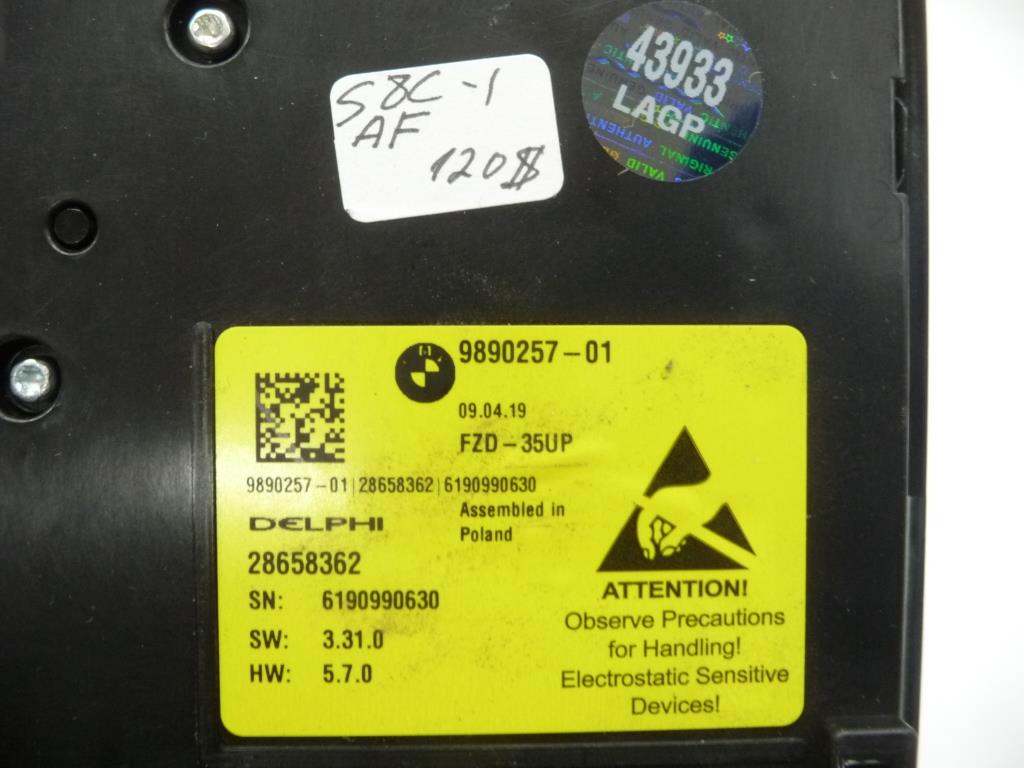 S8C-1
AF
120$
43933
LAGP
9890257-01
09.04.19
FZD-35UP
9890257-01|28658362|6190990630
DELPHI
Assembled in
Poland
28658362
SN: 6190990630
SW: 3.31.0
HW: 5.7.0
ATTENTION!
Observe Precautions
for Handling!
Electrostatic Sensitive
Devices!